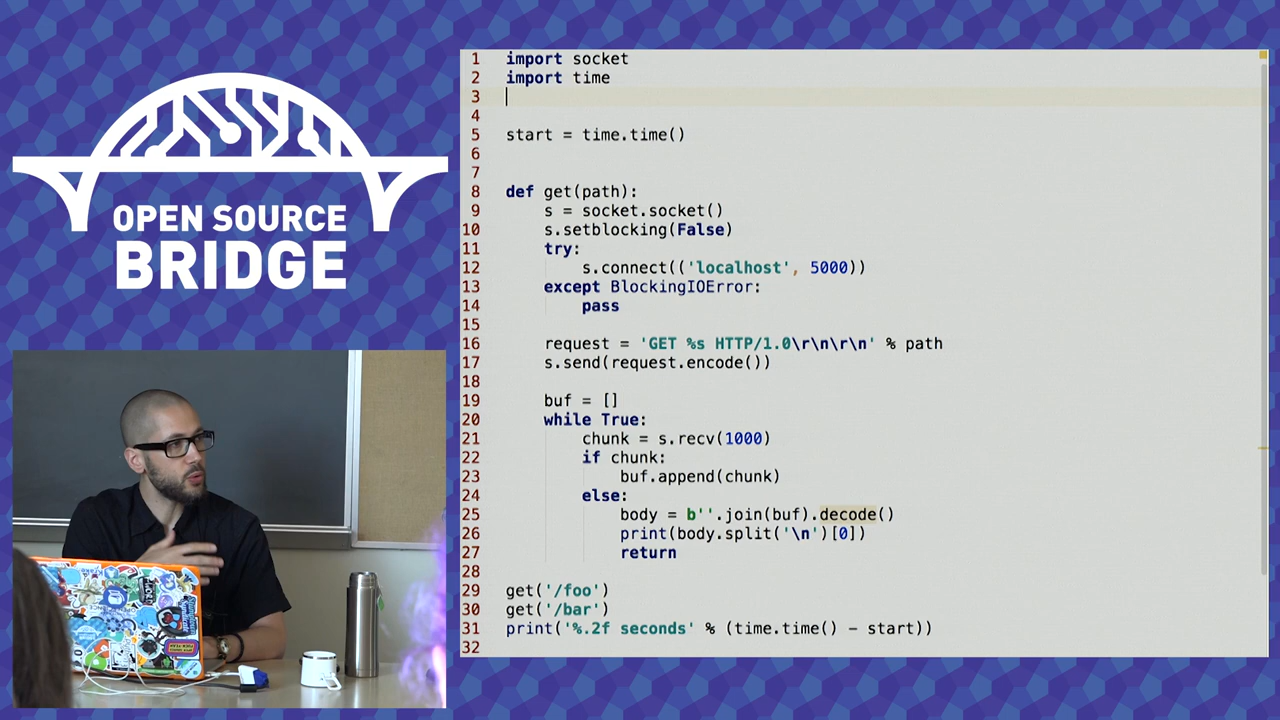 OPEN SOURCE
BRIDGE
1 import socket
2 import time
3
4
5 start = time.time()
6
7
8 def get(path):
9     s = socket.socket()
10     s.setblocking(False)
11     try:
12         s.connect(('localhost', 5000))
13     except BlockingIOError:
14         pass
15
16     request = 'GET %s HTTP/1.0\r\n\r\n' % path
17     s.send(request.encode())
18
19     buf = []
20     while True:
21         chunk = s.recv(1000)
22         if chunk:
23             buf.append(chunk)
24         else:
25             body = b''.join(buf).decode()
26             print(body.split('\n')[0])
27             return
28
29 get('/foo')
30 get('/bar')
31 print('%.2f seconds' % (time.time() - start))
32